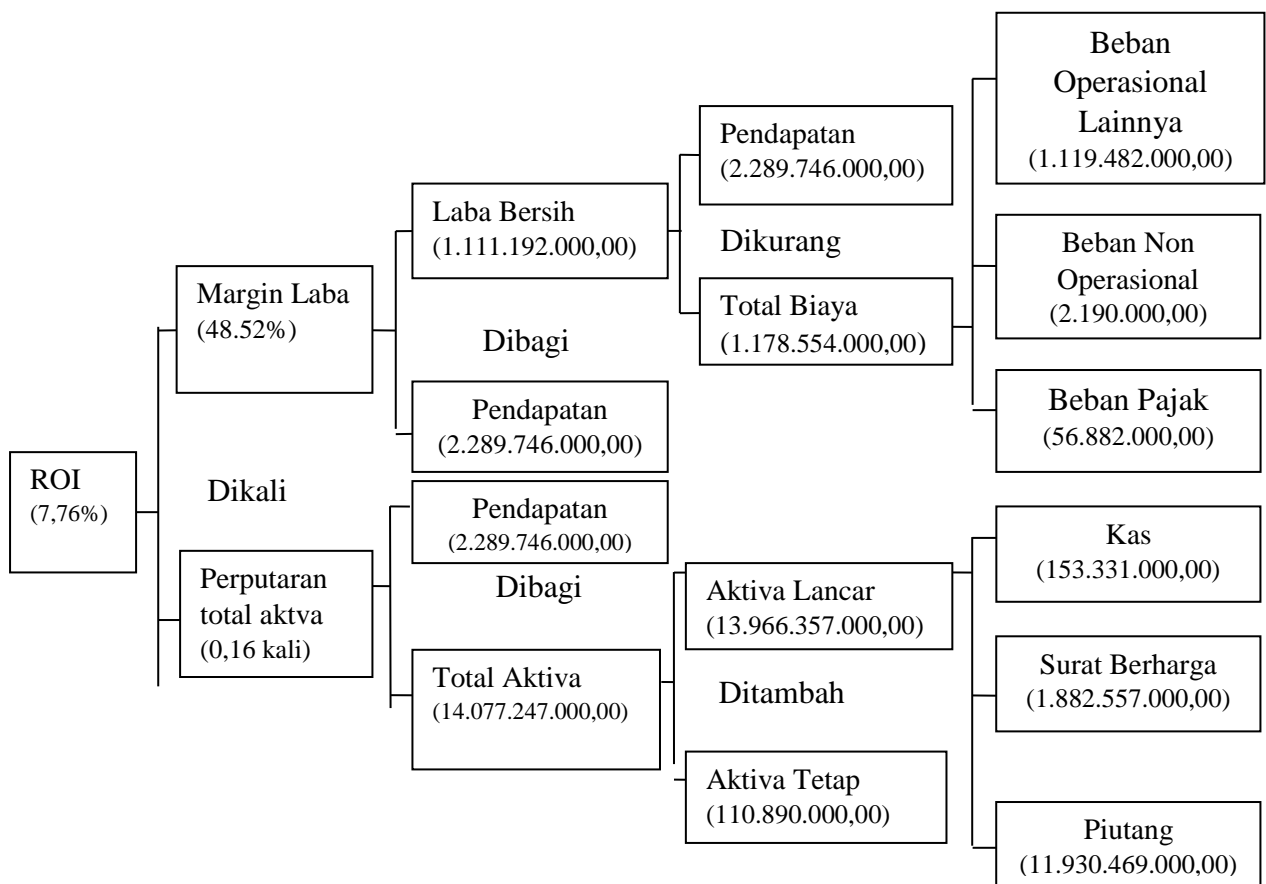 Beban
Operasional
Lainnya
(1.119.482.000,00)
Pendapatan
(2.289.746.000,00)
Laba Bersih
(1.111.192.000,00)
Dikurang
Beban Non
Operasional
(2.190.000,00)
Margin Laba
(48.52%)
Total Biaya
(1.178.554.000,00)
Dibagi
Pendapatan
(2.289.746.000,00)
Beban Pajak
(56.882.000,00)
ROI
(7,76%)
Dikali
Pendapatan
(2.289.746.000,00)
Kas
(153.331.000,00)
Perputaran
total aktva
(0,16 kali)
Dibagi
Aktiva Lancar
(13.966.357.000,00)
Total Aktiva
(14.077.247.000,00)
Ditambah
Surat Berharga
(1.882.557.000,00)
Aktiva Tetap
(110.890.000,00)
Piutang
(11.930.469.000,00)